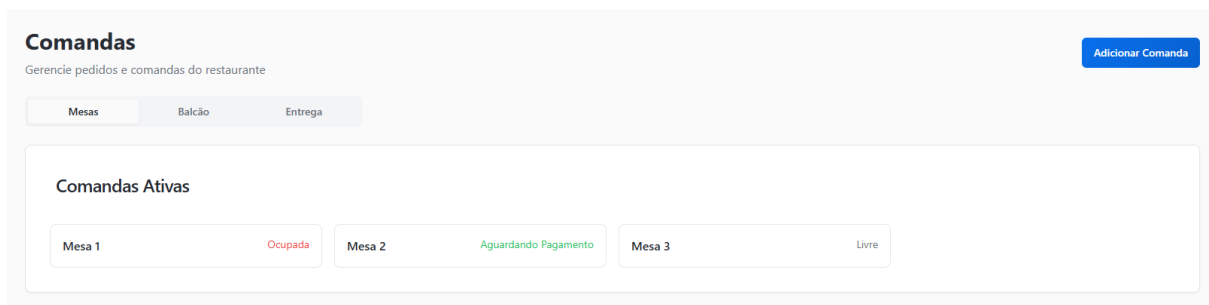 Comandas
Gerencie pedidos e comandas do restaurante
Adicionar Comanda
Mesas Balcão Entrega
Comandas Ativas
Mesa 1 Ocupada Mesa 2 Aguardando Pagamento Mesa 3 Livre